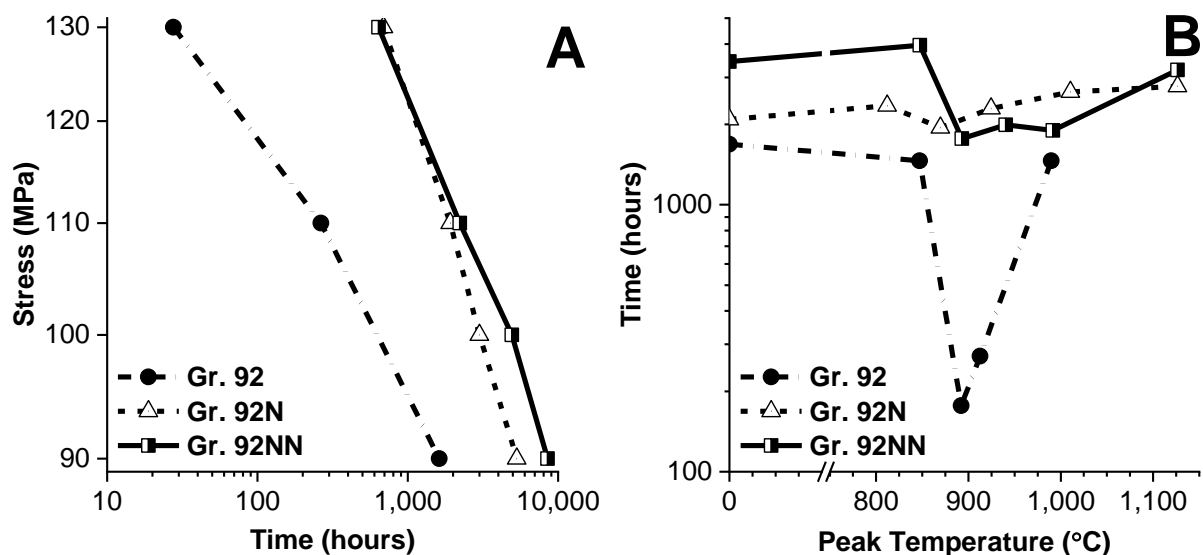 A
Stress (MPa)
130
120
110
100
90
Gr. 92
Gr. 92N
Gr. 92NN
10
100
1,000
10,000
Time (hours)
B
Time (hours)
1000
100
Gr. 92
Gr. 92N
Gr. 92NN
0
800
900
1,000
1,100
Peak Temperature (°C)